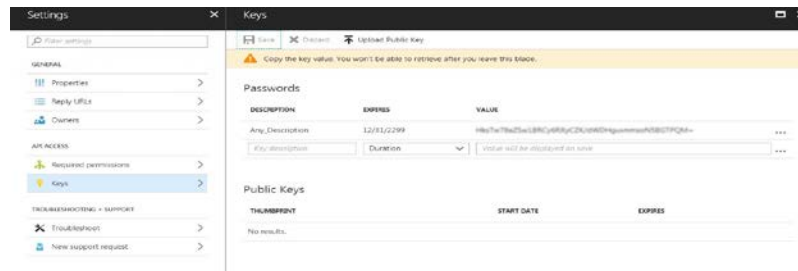 Settings
Keys
Filter settings
Save Discard Upload Public Key
Copy the key value. You won't be able to retrieve after you leave this blade.
GENERAL
Properties
Reply URLs
Owners
API ACCESS
Required permissions
Keys
TROUBLESHOOTING + SUPPORT
Troubleshoot
New support request
Passwords
DESCRIPTION EXPIRES VALUE
Any_Description 12/31/2299
Key description Duration Value will be displayed on save
Public Keys
THUMBPRINT START DATE EXPIRES
No results.